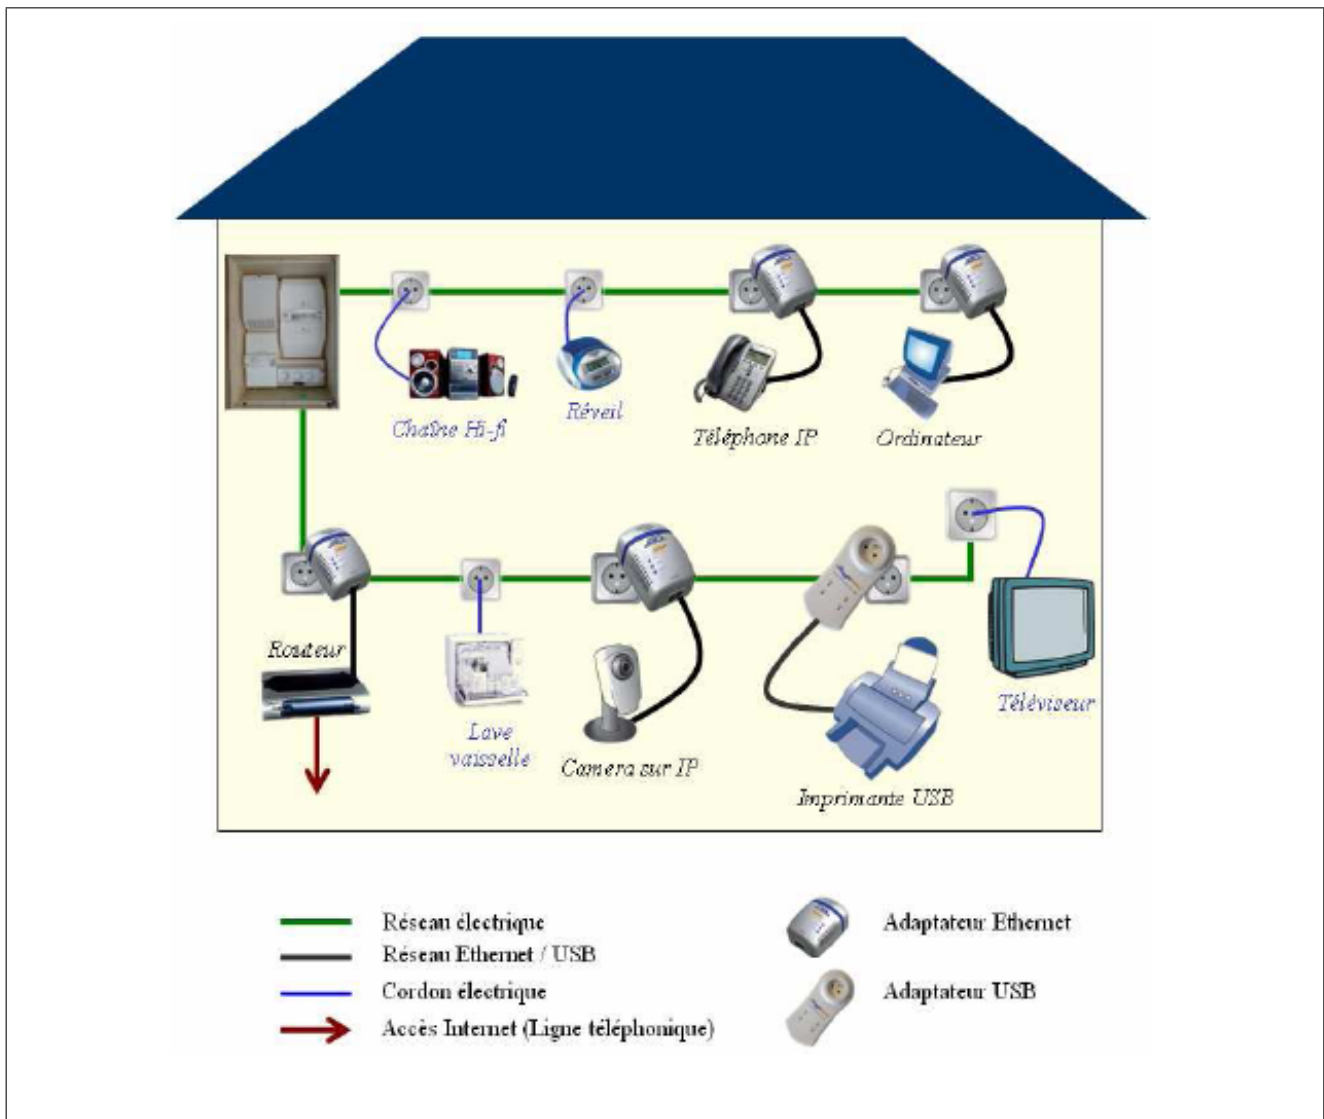 Chaîne Hi-fi
Réveil
Téléphone IP
Ordinateur
Routeur
Lave
vaisselle
Camera sur IP
Imprimante USB
Téléviseur
Réseau électrique
Réseau Ethernet / USB
Cordon électrique
Accès Internet (Ligne téléphonique)
Adaptateur Ethernet
Adaptateur USB